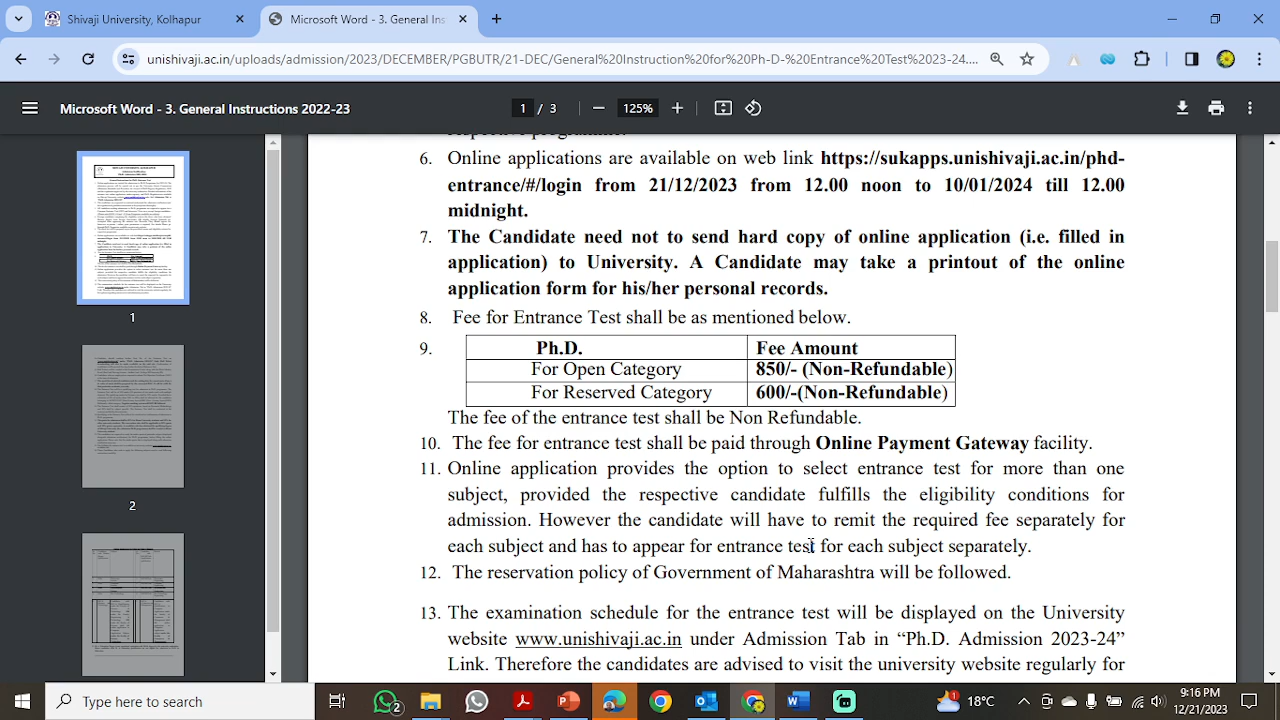 Shivaji University, Kolhapur
Microsoft Word - 3. General Ins
unishivaji.ac.in/uploads/admission/2023/DECEMBER/PGBUTR/21-DEC/General%20Instruction%20for%20Ph-D-%20Entrance%20Test%2023-24....
Microsoft Word - 3. General Instructions 2022-23
1 / 3
125%
6. Online applications are available on web link https://sukapps.unishivaji.ac.in/phd-
entrance/#/login from 21/12/2023 from 12.00 noon to 10/01/2024 till 12.00
midnight.
7. The Candidate need not to send hard copy of online application (i.e. filled in
application) to University. A Candidate may take a printout of the online
application form for his/her personal records.
8. Fee for Entrance Test shall be as mentioned below.
9. Ph.D. Fee Amount
For Open Category 850/- (Non-Refundable)
For Reserved Category 600/-(Non-Refundable)
The fee of the entrance test shall be Non Refundable.
10. The fee for entrance test shall be paid through Online Payment Gateway facility.
11. Online application provides the option to select entrance test for more than one
subject, provided the respective candidate fulfills the eligibility conditions for
admission. However the candidate will have to remit the required fee separately for
each subject and has to appear for entrance test for each subject separately.
12. The reservation policy of Government of Maharashtra will be followed.
13. The examination schedule for the entrance test will be displayed on the University
website www.unishivaji.ac.in under Admission Tab in “Ph.D. Admission 2023-24”
Link. Therefore the candidates are advised to visit the university website regularly for
1
2
Type here to search
2
1
18°C
9:16 PM
12/21/2023